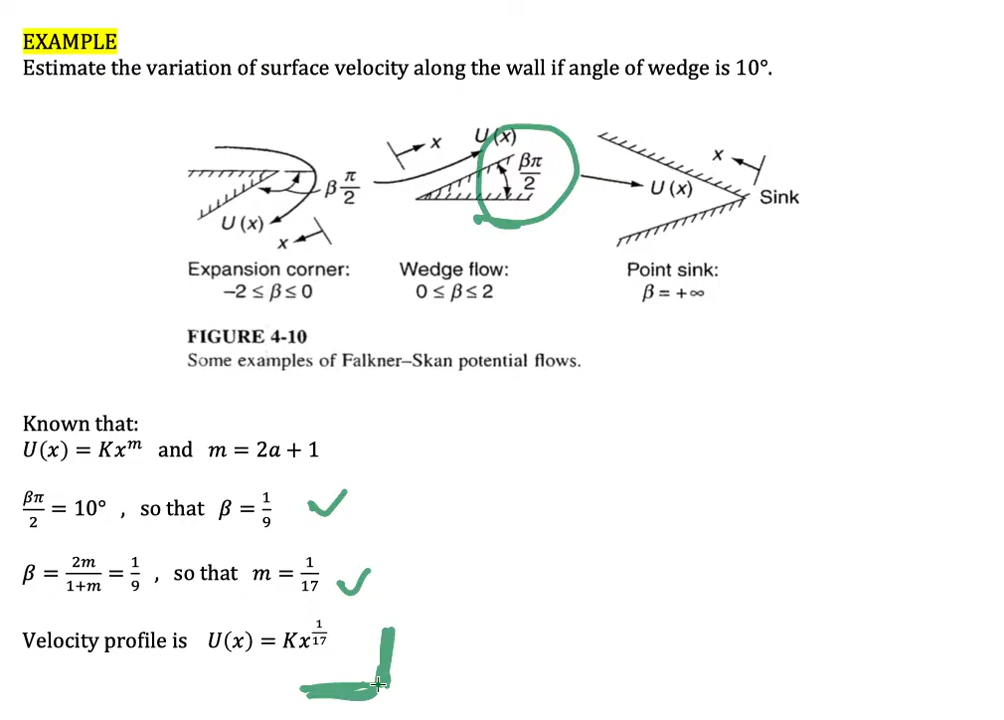 EXAMPLE
Estimate the variation of surface velocity along the wall if angle of wedge is 10°.
β π/2
U (x)
x
Expansion corner:
−2 ≤ β ≤ 0
x
U (x)
βπ/2
Wedge flow:
0 ≤ β ≤ 2
x
U (x)
Sink
Point sink:
β = +∞
FIGURE 4-10
Some examples of Falkner–Skan potential flows.
Known that:
U(x) = Kx^m and m = 2a + 1
βπ/2 = 10° , so that β = 1/9
β = 2m/1+m = 1/9 , so that m = 1/17
Velocity profile is U(x) = Kx^1/17